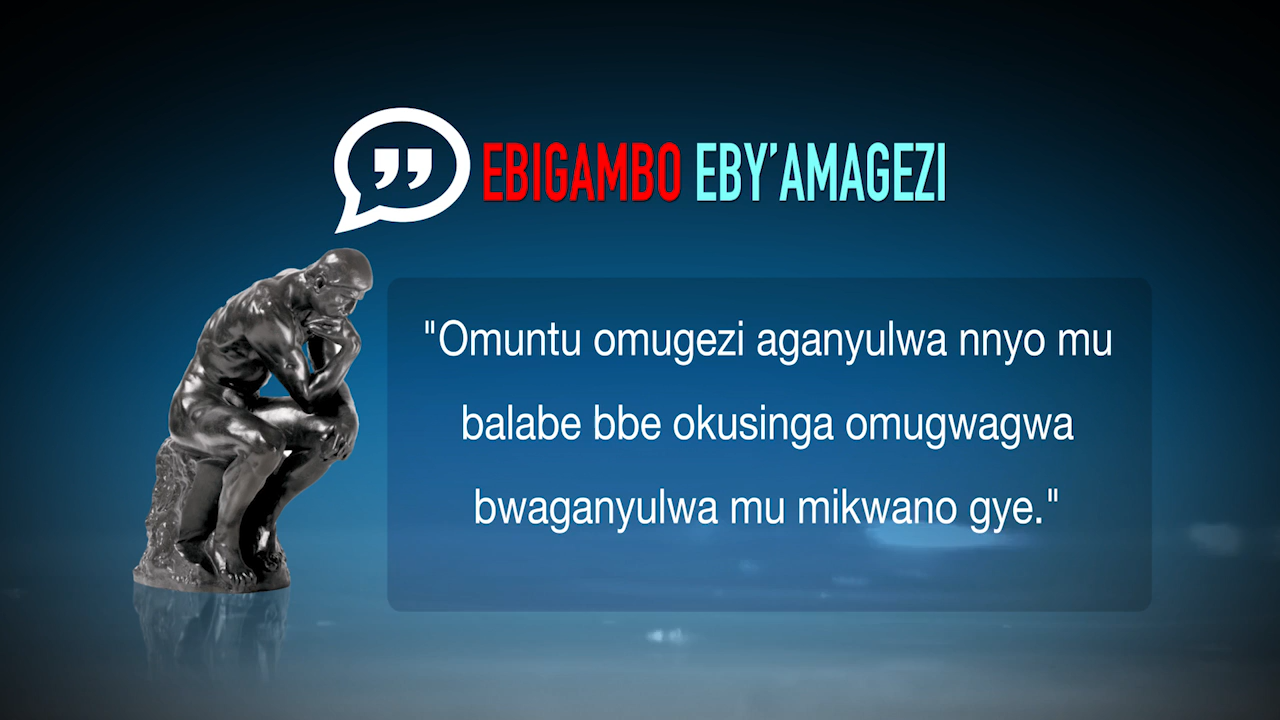 EBIGAMBO EBY’AMAGEZI
"Omuntu omugezi aganyulwa nnyo mu
balabe bbe okusinga omugwagwa
bwaganyulwa mu mikwano gye."